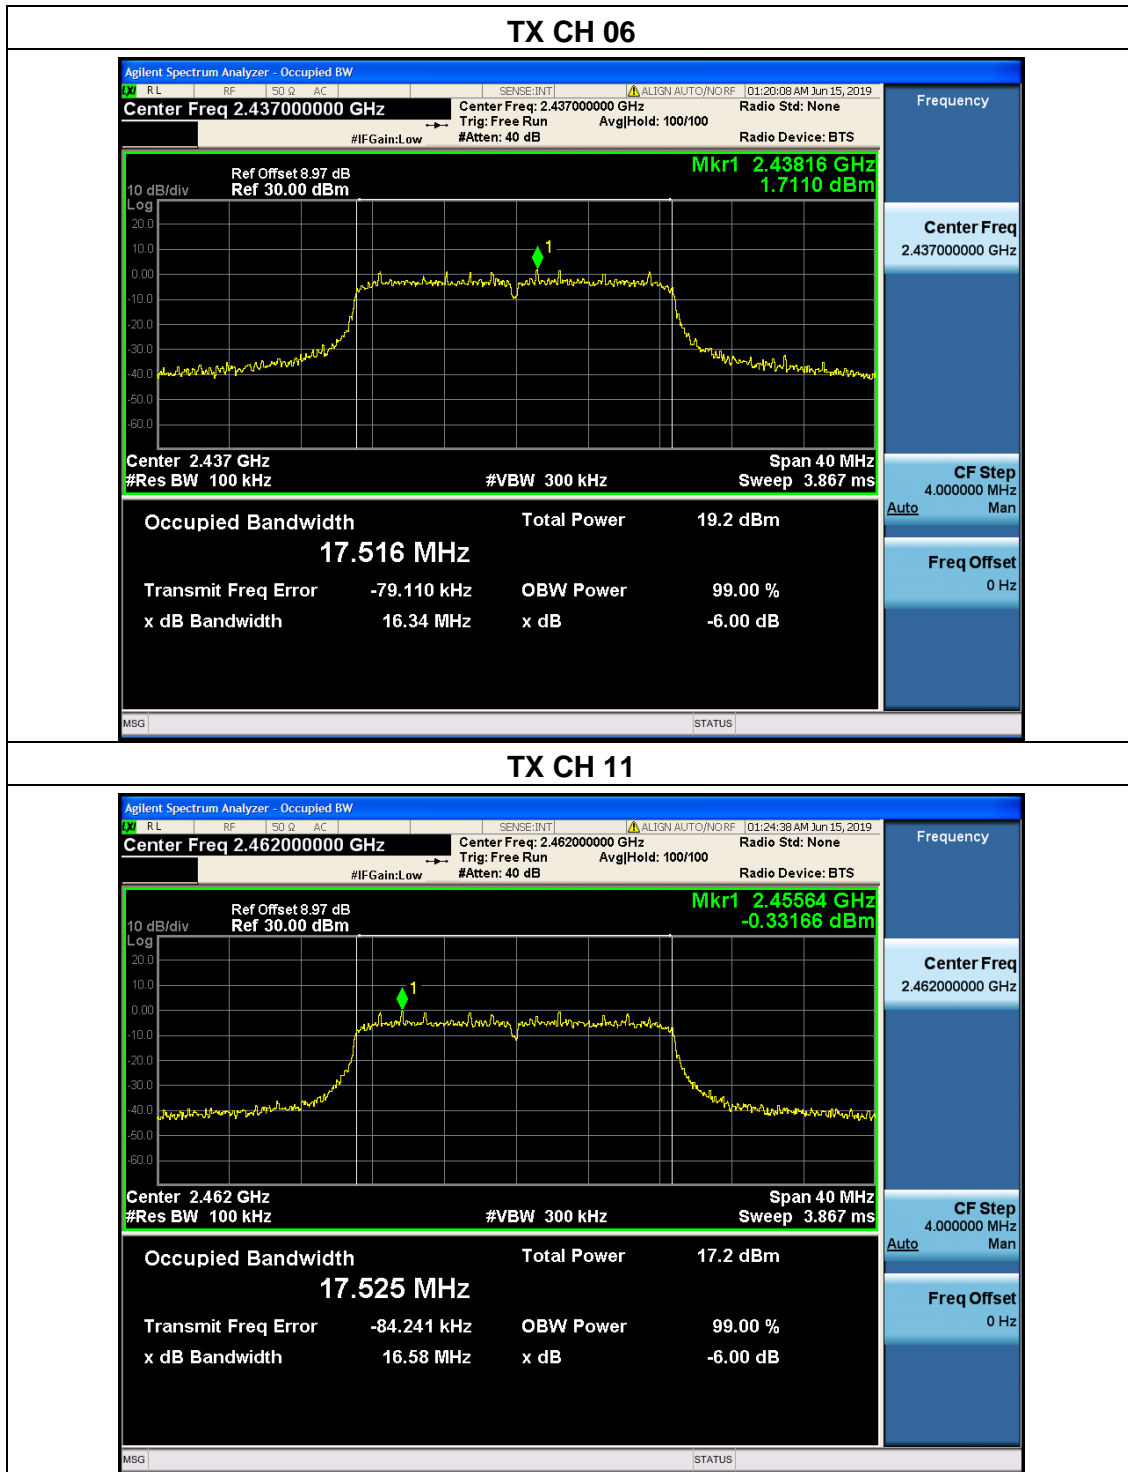 TX CH 06
Agilent Spectrum Analyzer - Occupied BW
LXI RL RF 50 Ω AC SENSE:INT ALIGN AUTO/NO RF 01:20:08 AM Jun 15, 2019
Center Freq 2.437000000 GHz Center Freq: 2.437000000 GHz Radio Std: None Frequency
Trig: Free Run Avg|Hold: 100/100
#IFGain:Low #Atten: 40 dB Radio Device: BTS
Mkr1 2.43816 GHz
Ref Offset 8.97 dB
10 dB/div Ref 30.00 dBm 1.7110 dBm
Log
20.0
10.0
0.00
-10.0
-20.0
-30.0
-40.0
-60.0
1
Center Freq
2.437000000 GHz
Center 2.437 GHz Span 40 MHz
#Res BW 100 kHz #VBW 300 kHz Sweep 3.867 ms
CF Step
4.000000 MHz
Auto Man
Occupied Bandwidth Total Power 19.2 dBm
17.516 MHz
Freq Offset
0 Hz
Transmit Freq Error -79.110 kHz OBW Power 99.00 %
x dB Bandwidth 16.34 MHz x dB -6.00 dB
MSG STATUS
TX CH 11
Agilent Spectrum Analyzer - Occupied BW
LXI RL RF 50 Ω AC SENSE:INT ALIGN AUTO/NO RF 01:24:38 AM Jun 15, 2019
Center Freq 2.462000000 GHz Center Freq: 2.462000000 GHz Radio Std: None Frequency
Trig: Free Run Avg|Hold: 100/100
#IFGain:Low #Atten: 40 dB Radio Device: BTS
Mkr1 2.45564 GHz
Ref Offset 8.97 dB
10 dB/div Ref 30.00 dBm -0.33166 dBm
Log
20.0
10.0
0.00
-10.0
-20.0
-30.0
-40.0
-50.0
-60.0
1
Center Freq
2.462000000 GHz
Center 2.462 GHz Span 40 MHz
#Res BW 100 kHz #VBW 300 kHz Sweep 3.867 ms
CF Step
4.000000 MHz
Auto Man
Occupied Bandwidth Total Power 17.2 dBm
17.525 MHz
Freq Offset
0 Hz
Transmit Freq Error -84.241 kHz OBW Power 99.00 %
x dB Bandwidth 16.58 MHz x dB -6.00 dB
MSG STATUS